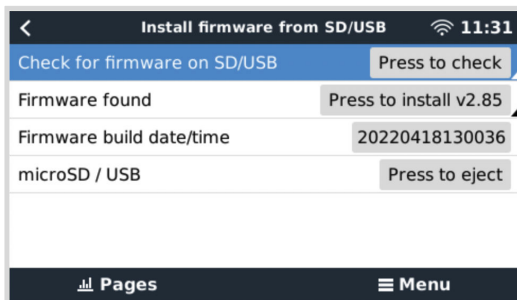 Install firmware from SD/USB 11:31
Check for firmware on SD/USB Press to check
Firmware found Press to install v2.85
Firmware build date/time 20220418130036
microSD / USB Press to eject
Pages Menu